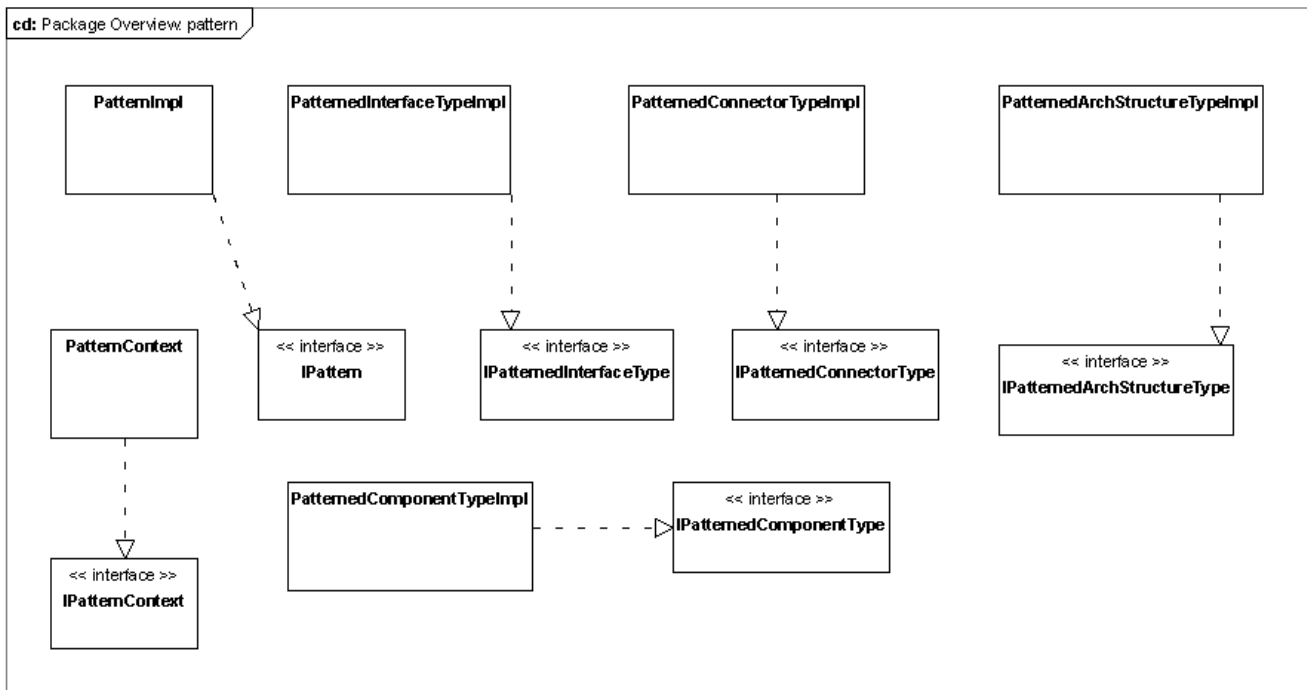 cd: Package Overview: pattern
PatternImpl
PatternedInterfaceTypeImpl
PatternedConnectorTypeImpl
PatternedArchStructureTypeImpl
PatternContext
<< interface >>
IPattern
<< interface >>
IPatternedInterfaceType
<< interface >>
IPatternedConnectorType
<< interface >>
IPatternedArchStructureType
PatternedComponentTypeImpl
<< interface >>
IPatternedComponentType
<< interface >>
IPatternContext